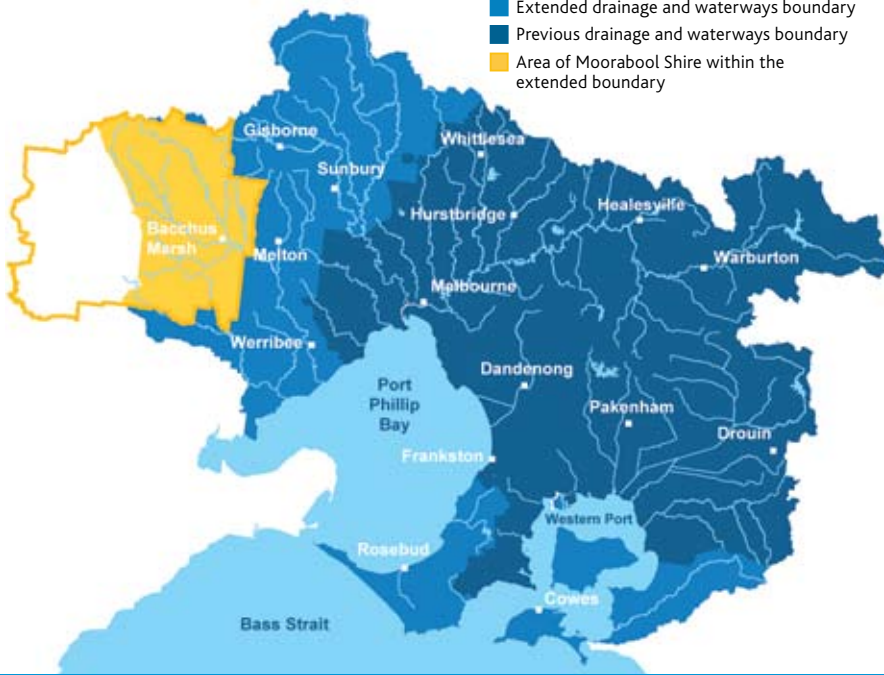 Extended drainage and waterways boundary
Previous drainage and waterways boundary
Area of Moorabool Shire within the
extended boundary
Gisborne
Whittlesea
Sunbury
Hurstbridge
Healesville
Bacchus
Marsh
Melton
Warburton
Melbourne
Werribee
Dandenong
Port
Phillip
Bay
Pakenham
Drouin
Frankston
Western Port
Rosebud
Cowes
Bass Strait